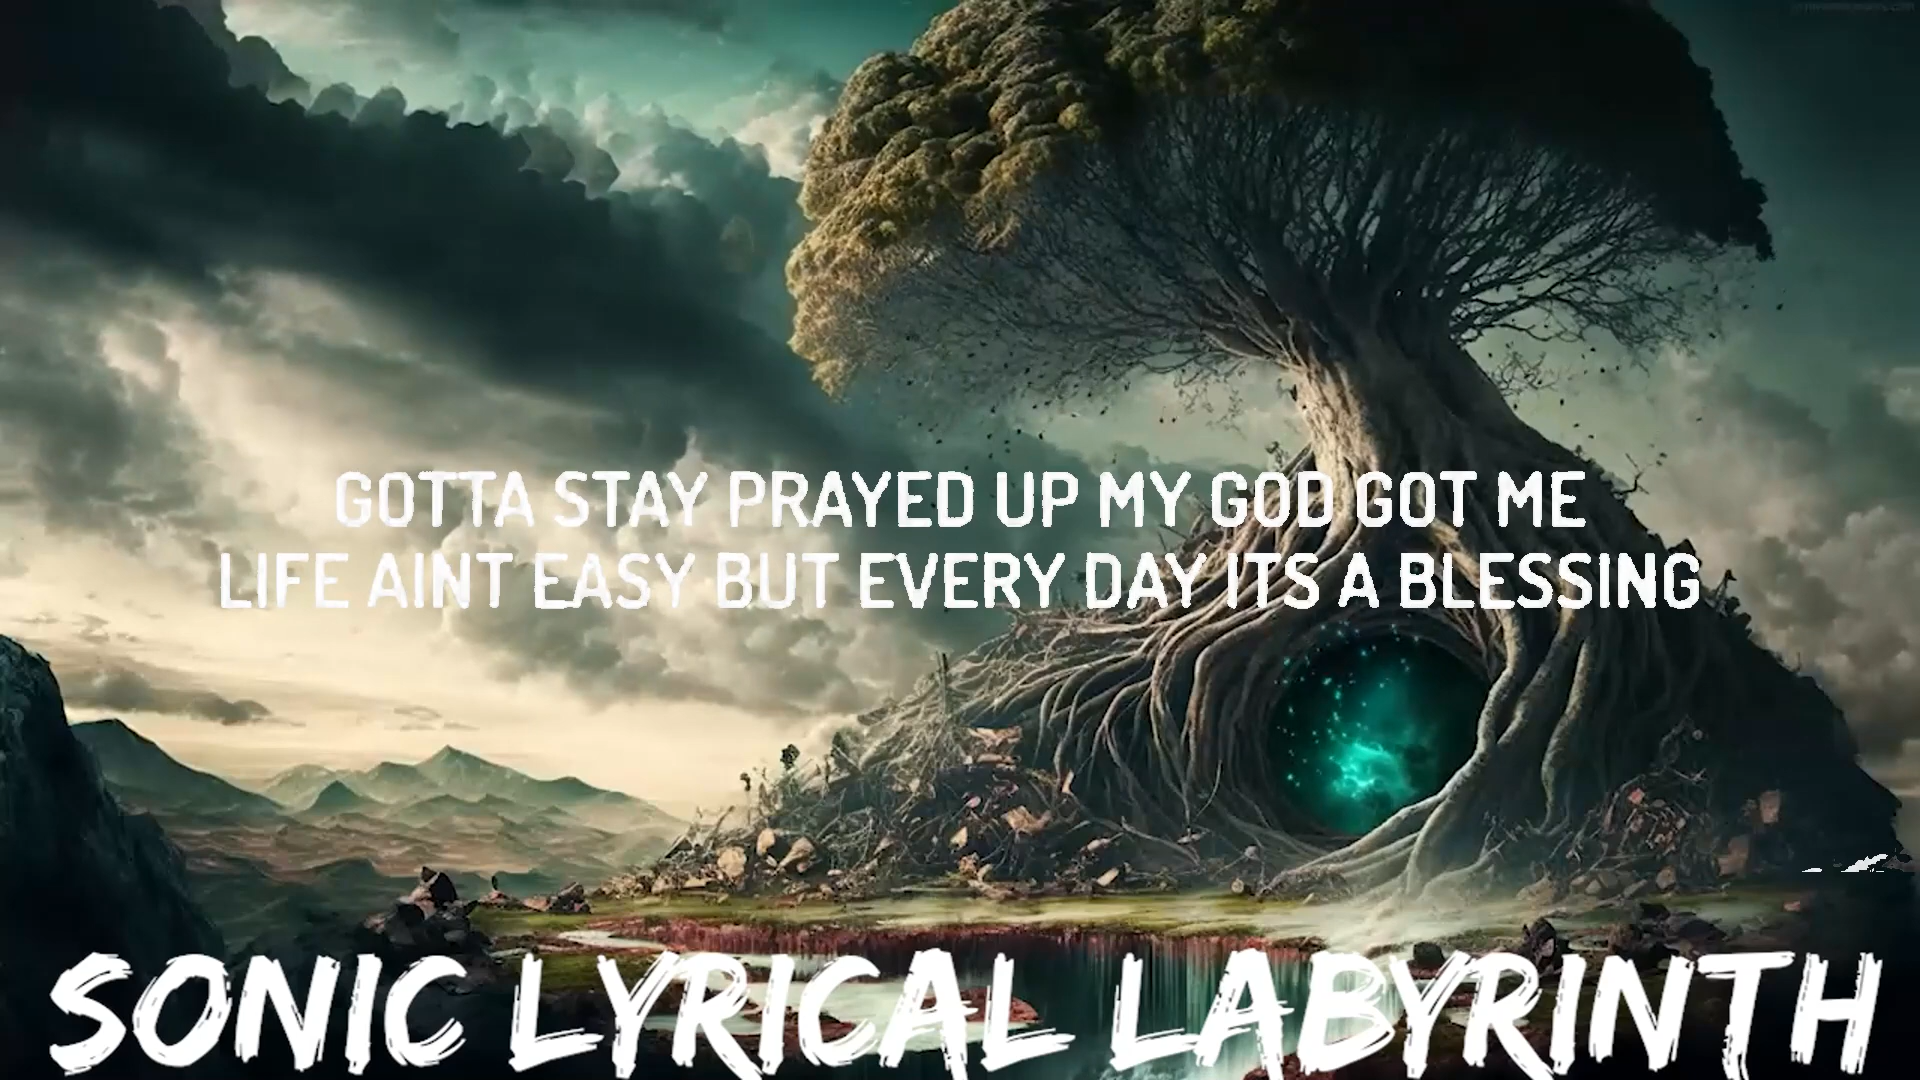 GOTTA STAY PRAYED UP MY GOD GOT ME
LIFE AINT EASY BUT EVERY DAY ITS A BLESSING
SONIC LYRICAL LABYRINTH